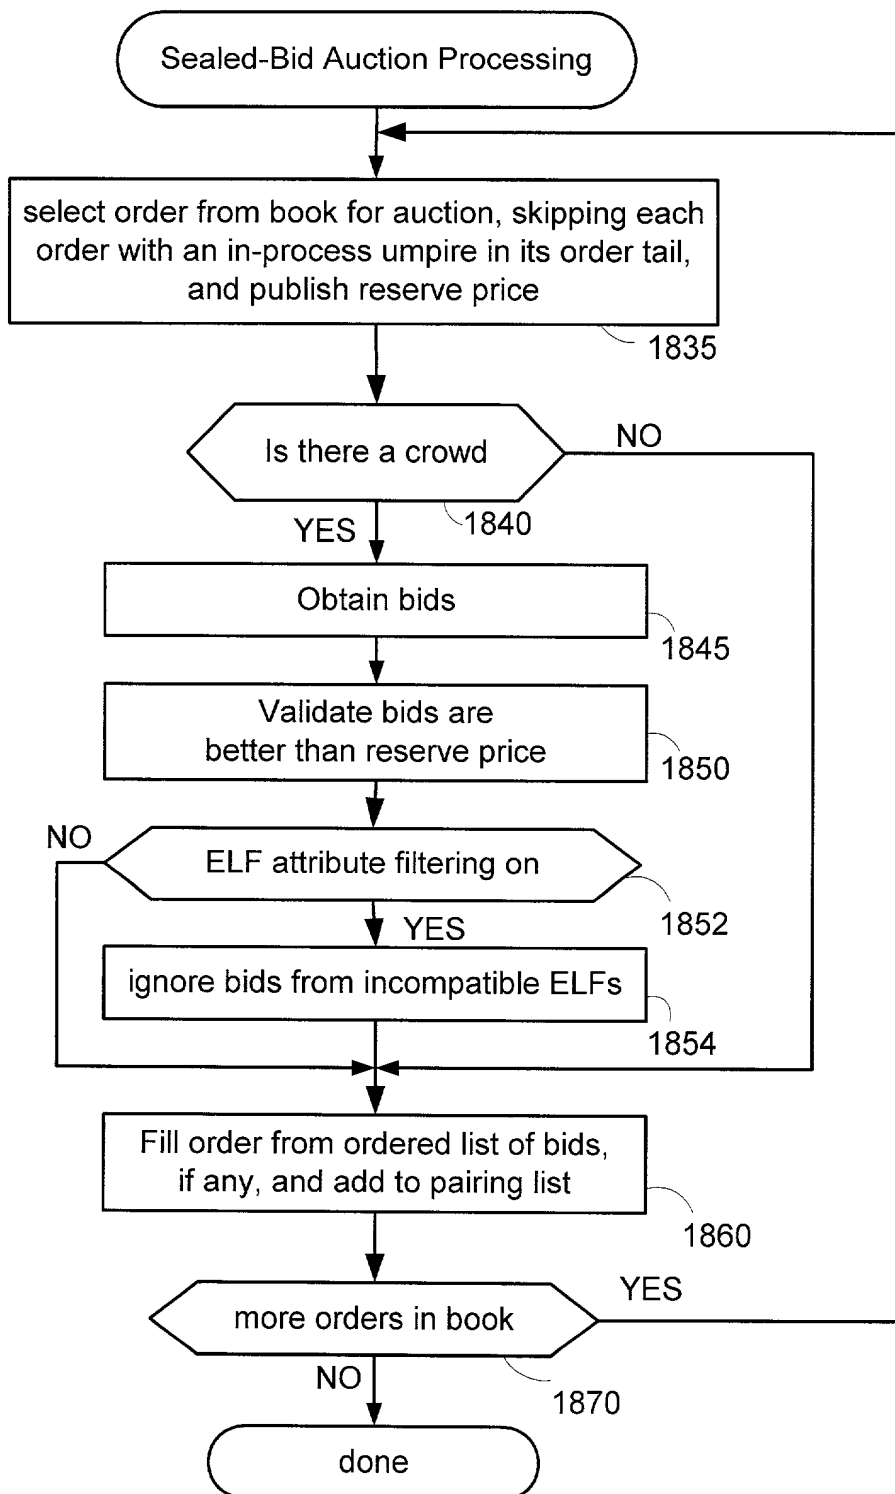 Sealed-Bid Auction Processing
select order from book for auction, skipping each
order with an in-process umpire in its order tail,
and publish reserve price
1835
Is there a crowd
NO
1840
YES
Obtain bids
1845
Validate bids are
better than reserve price
1850
NO
ELF attribute filtering on
1852
YES
ignore bids from incompatible ELFs
1854
Fill order from ordered list of bids,
if any, and add to pairing list
1860
YES
more orders in book
NO
1870
done